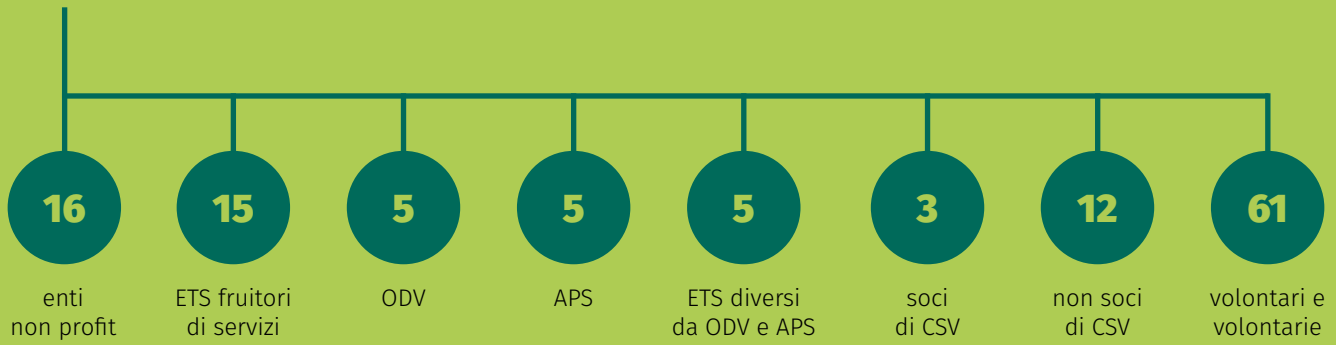 16
enti
non profit
15
ETS fruitori
di servizi
5
ODV
5
APS
5
ETS diversi
da ODV e APS
3
soci
di CSV
12
non soci
di CSV
61
volontari e
volontarie